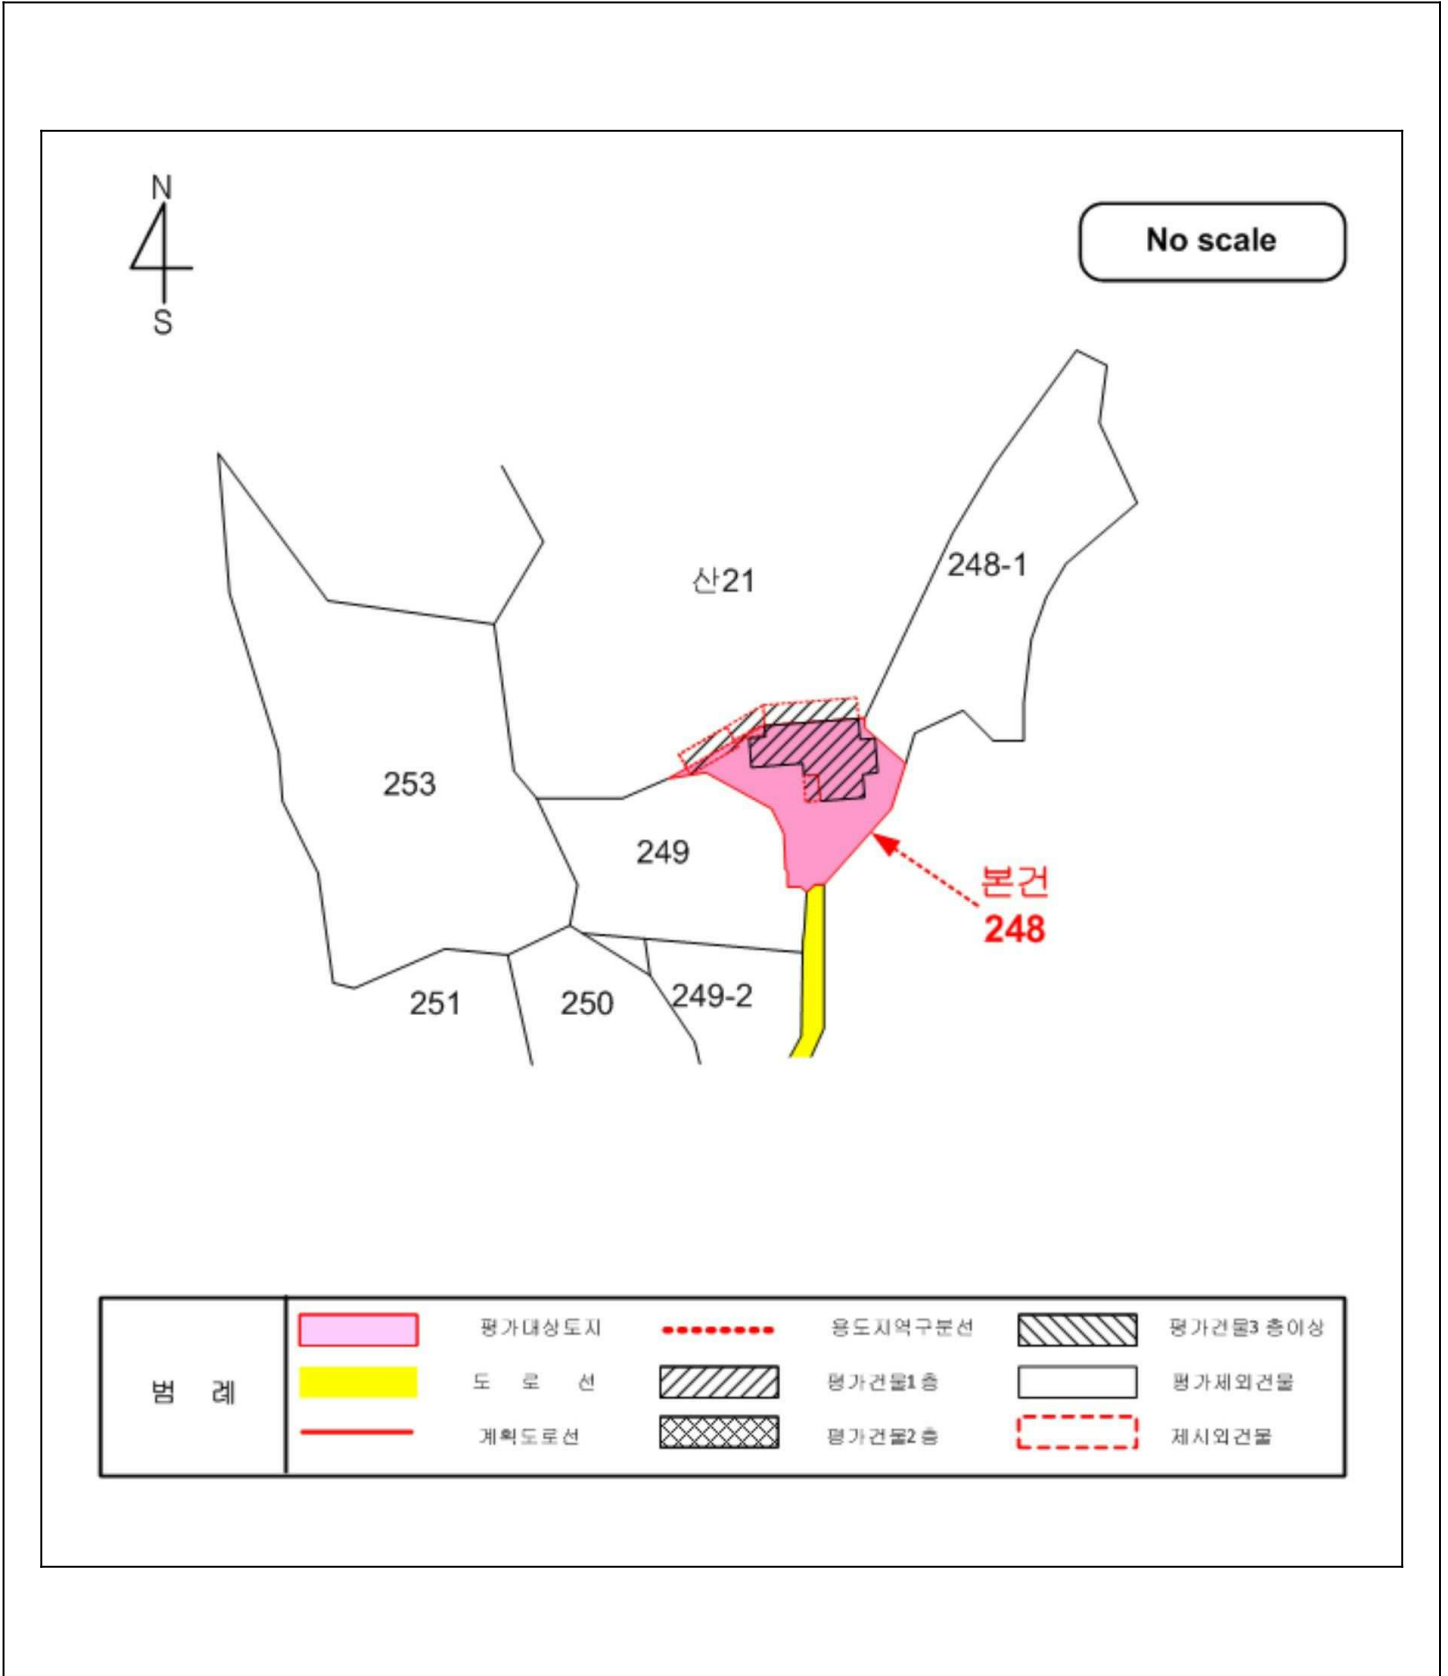 N
S
No scale
248-1
산21
253
249
본건
248
251
250
249-2
범 례
평가대상토지
용도지역구분선
평가건물3층이상
도 로 선
평가건물1층
평가제외건물
계획도로선
평가건물2층
제시외건물